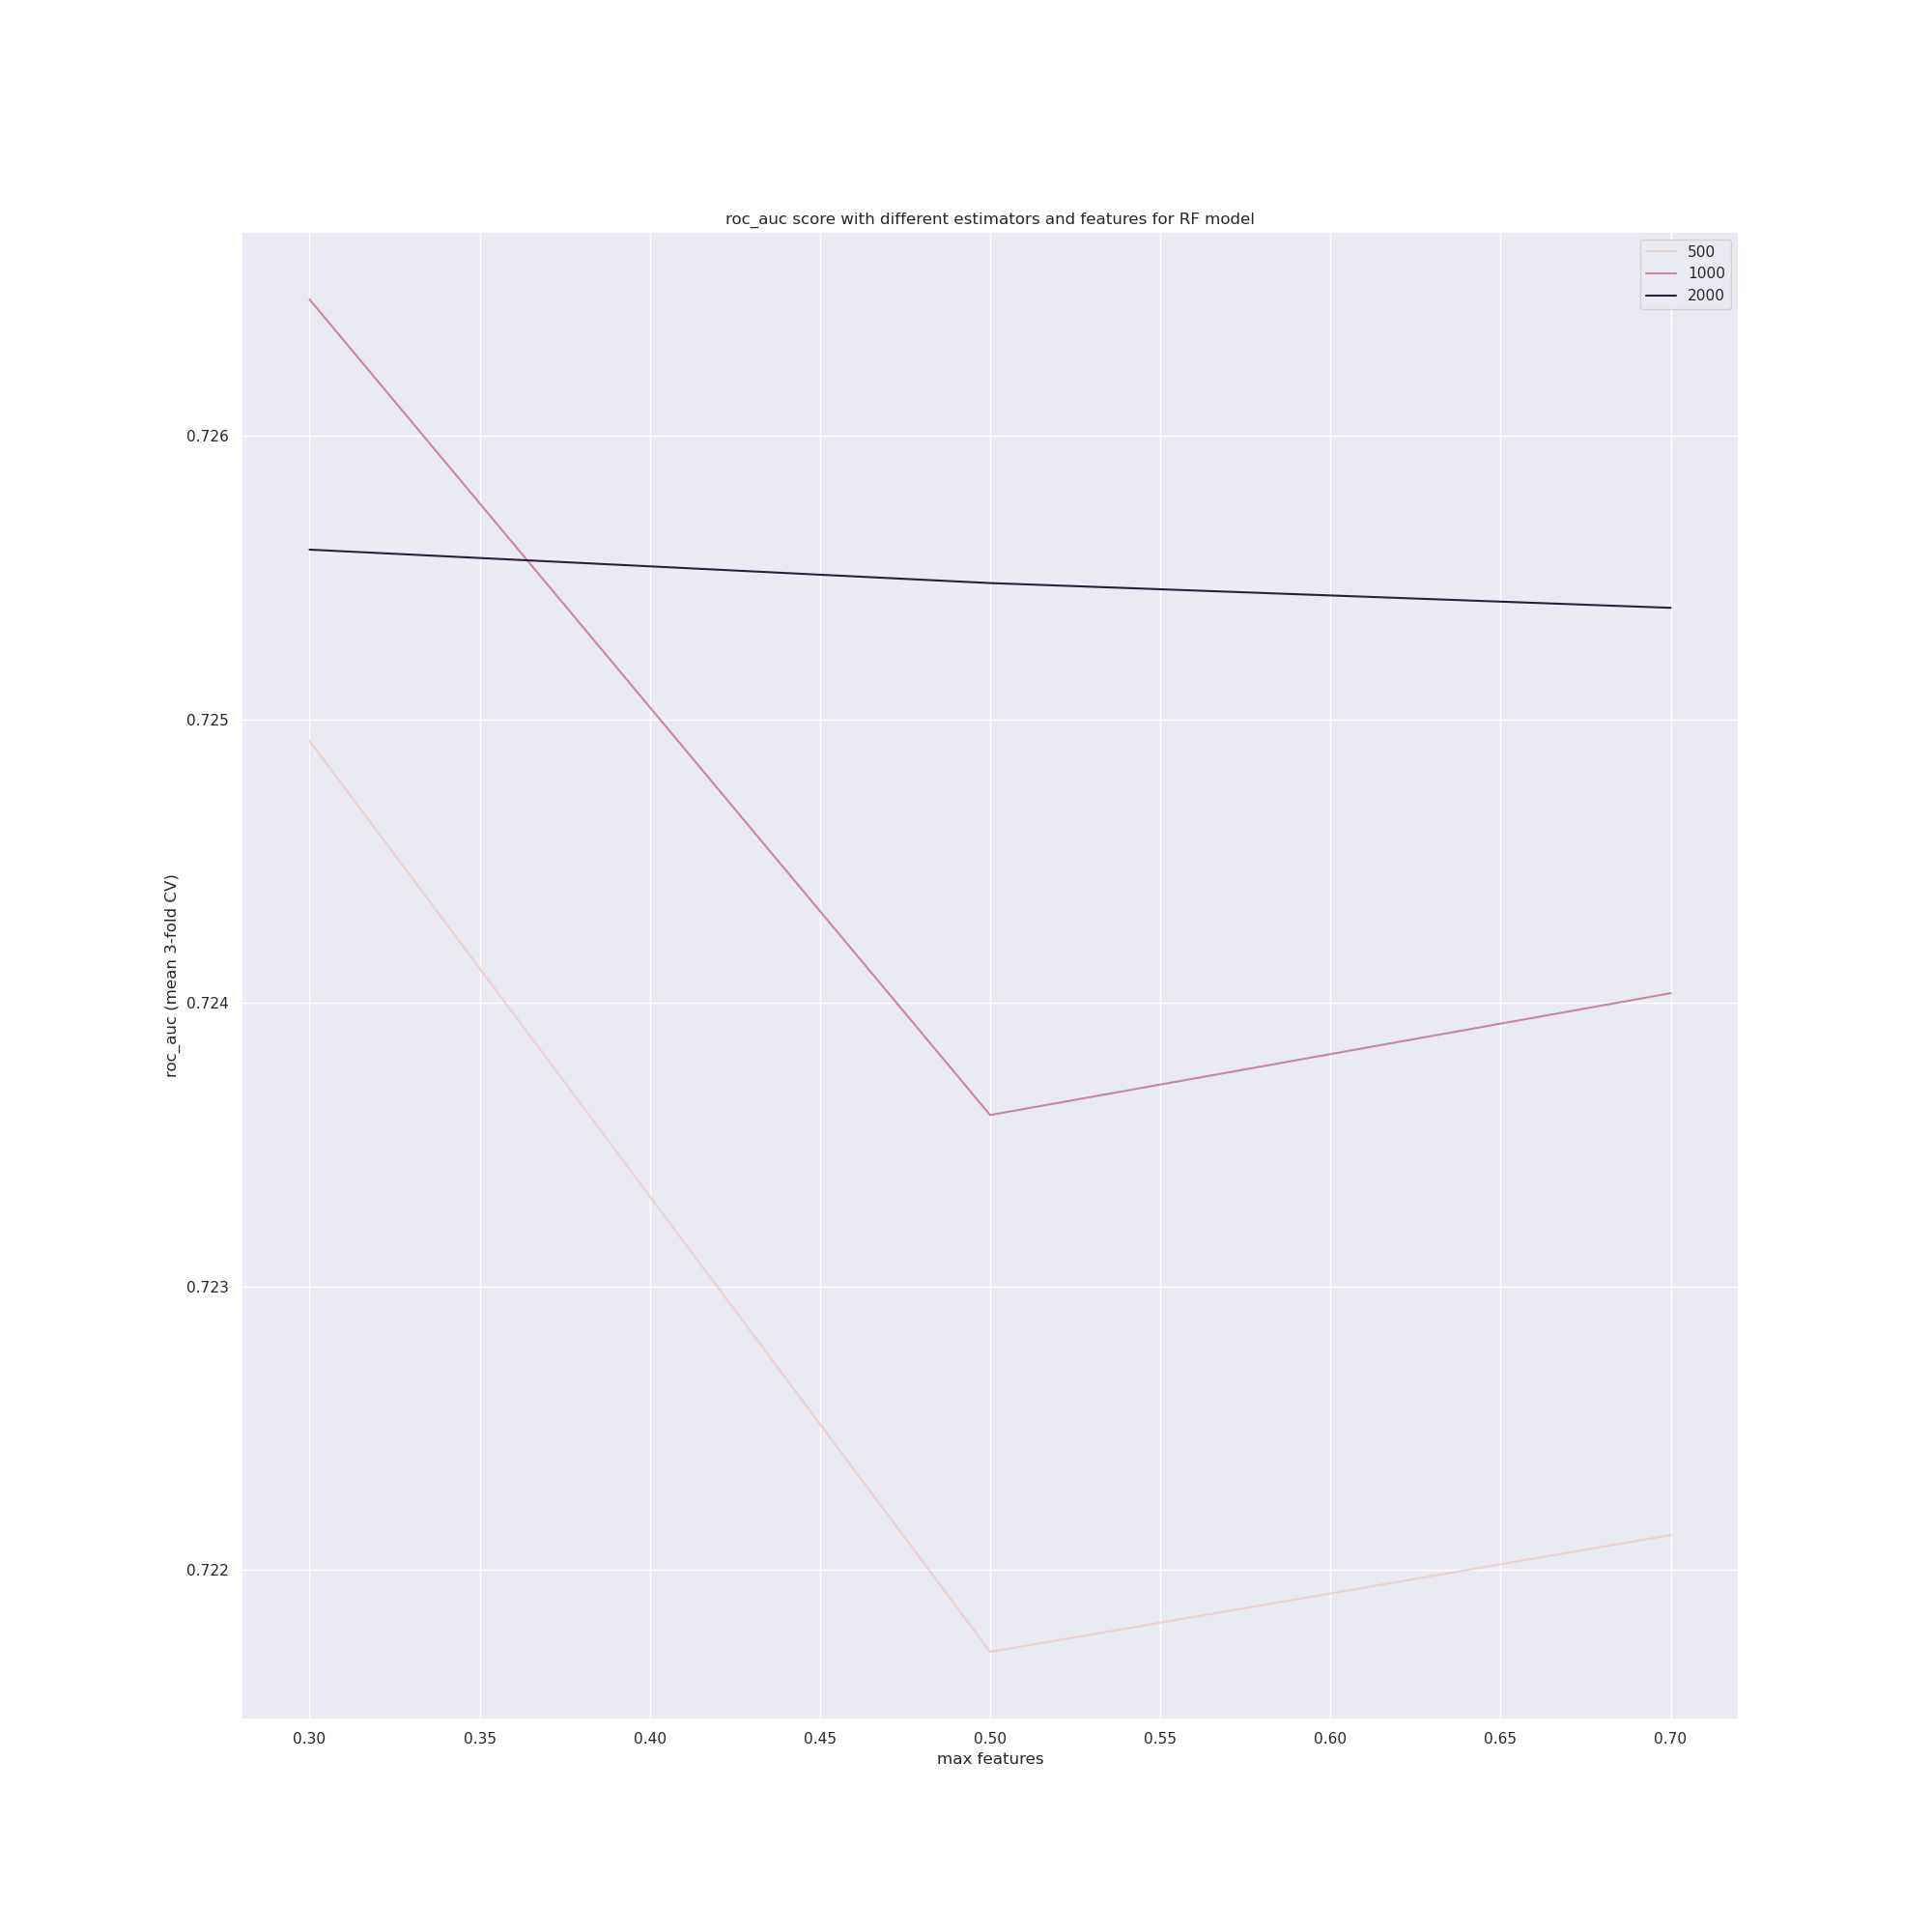 roc_auc score with different estimators and features for RF model
500
1000
2000
0.726
0.725
0.724
0.723
0.722
roc_auc (mean 3-fold CV)
0.30 0.35 0.40 0.45 0.50 0.55 0.60 0.65 0.70
max features